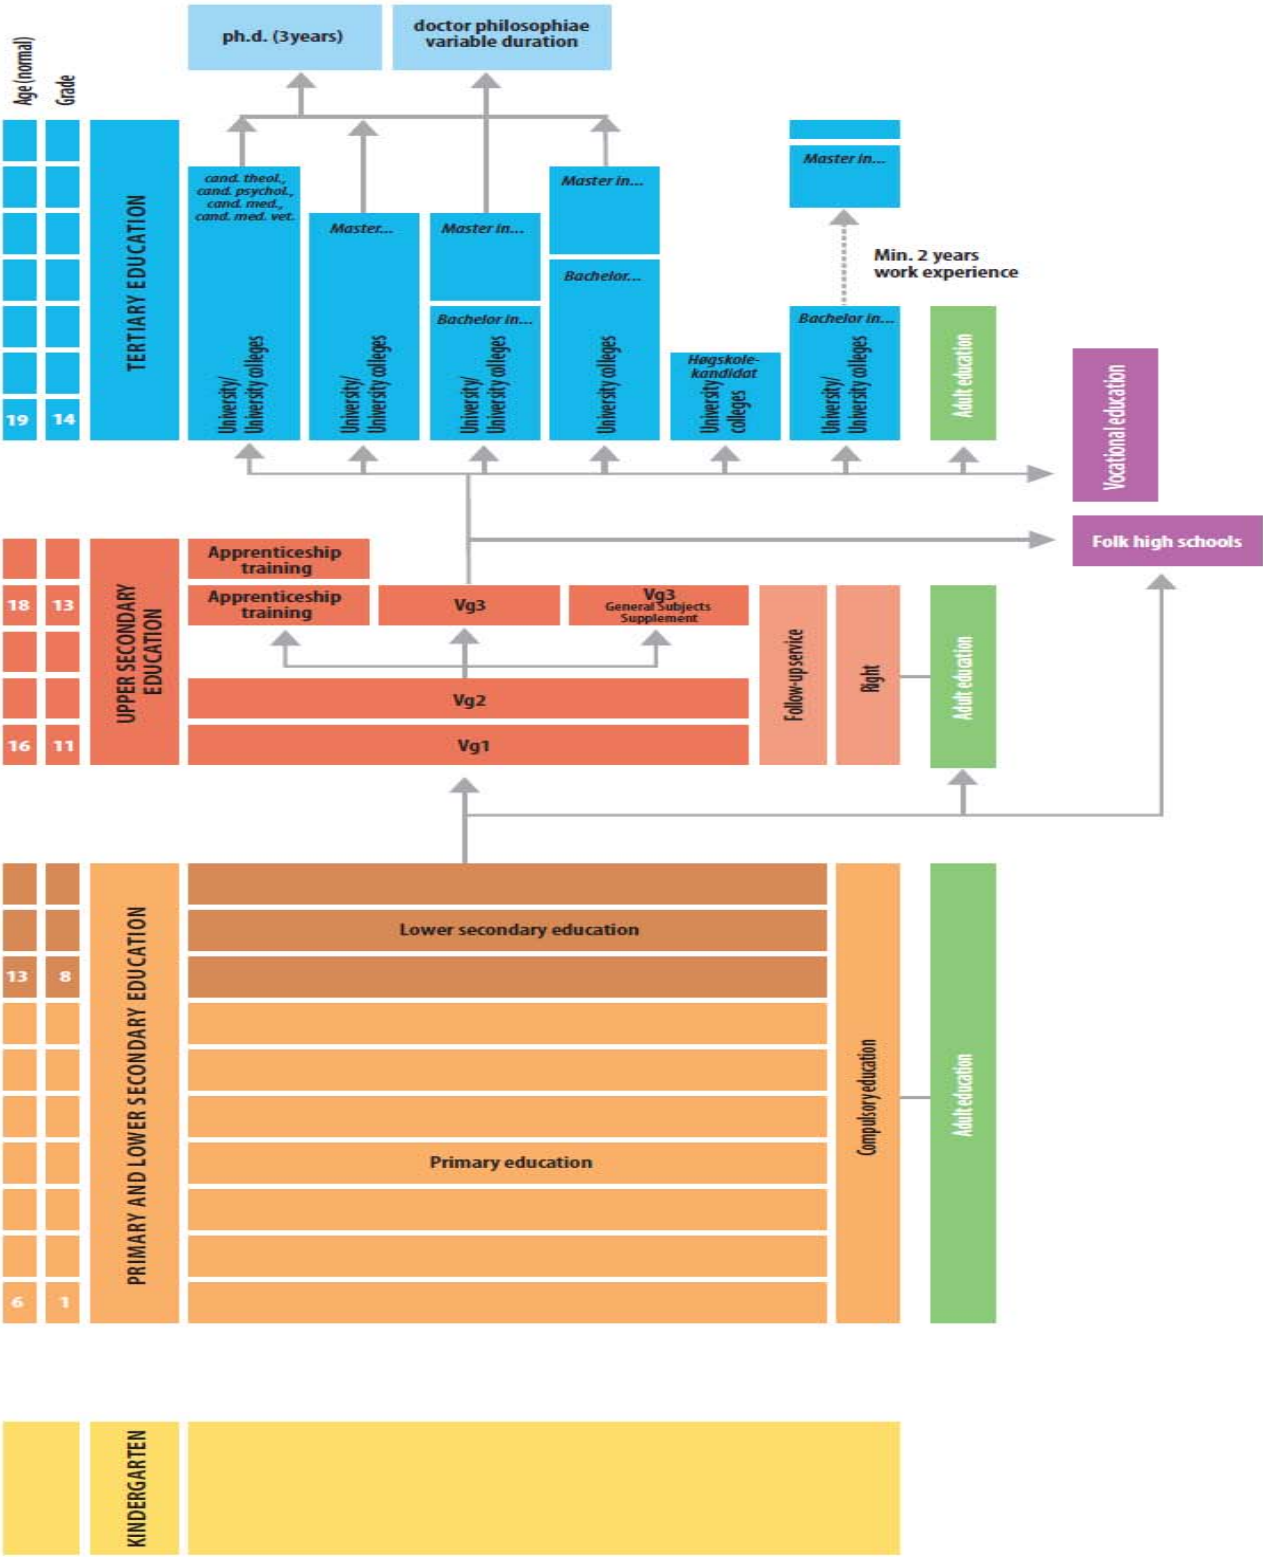 Age (normal)
Grade
ph.d. (3years)
doctor philosophiae
variable duration
TERTIARY EDUCATION
19
14
cand. theol.,
cand. psychol.,
cand. med.,
cand. med. vet.
University/
University colleges
Master...
University/
University colleges
Master in...
Bachelor in...
University/
University colleges
Master in...
Bachelor...
University colleges
Høgskole-
kandidat
University
colleges
Master in...
Min. 2 years
work experience
Bachelor in...
University/
University colleges
Adult education
Vocational education
Folk high schools
UPPER SECONDARY
EDUCATION
18
13
16
11
Apprenticeship
training
Apprenticeship
training
Vg3
Vg3
General Subjects
Supplement
Vg2
Vg1
Follow-up service
Right
Adult education
PRIMARY AND LOWER SECONDARY EDUCATION
13
8
6
1
Lower secondary education
Primary education
Compulsory education
Adult education
KINDERGARTEN